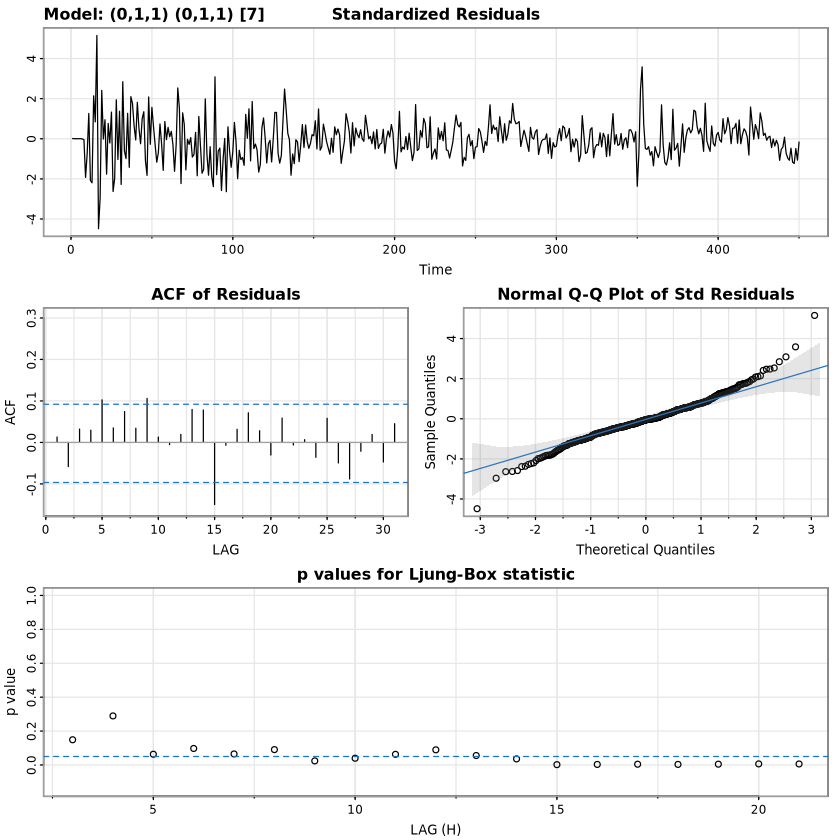 Model: (0,1,1) (0,1,1) [7] Standardized Residuals
4
2
0
-2
-4
0 100 200 300 400
Time
ACF of Residuals
ACF
0.3
0.2
0.1
0.0
-0.1
0 5 10 15 20 25 30
LAG
Normal Q-Q Plot of Std Residuals
Sample Quantiles
4
2
0
-2
-4
-3 -2 -1 0 1 2 3
Theoretical Quantiles
p values for Ljung-Box statistic
p value
1.0
0.8
0.6
0.4
0.2
0.0
5 10 15 20
LAG (H)